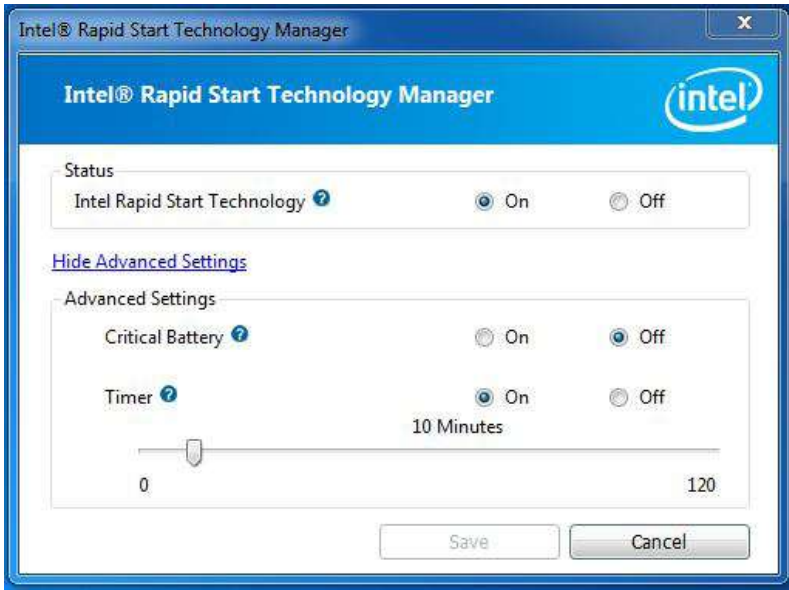 Intel® Rapid Start Technology Manager
X
Intel® Rapid Start Technology Manager
intel
Status
Intel Rapid Start Technology ? On Off
Hide Advanced Settings
Advanced Settings
Critical Battery ? On Off
Timer ? On Off
10 Minutes
0 120
Save Cancel